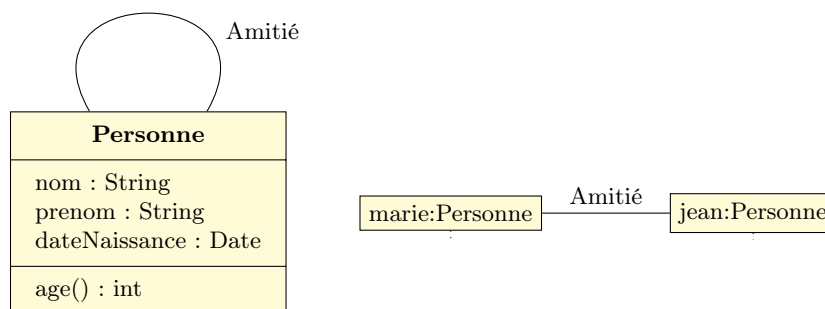 Amitié
Personne
nom : String
prenom : String
dateNaissance : Date
age() : int
marie:Personne
Amitié
jean:Personne